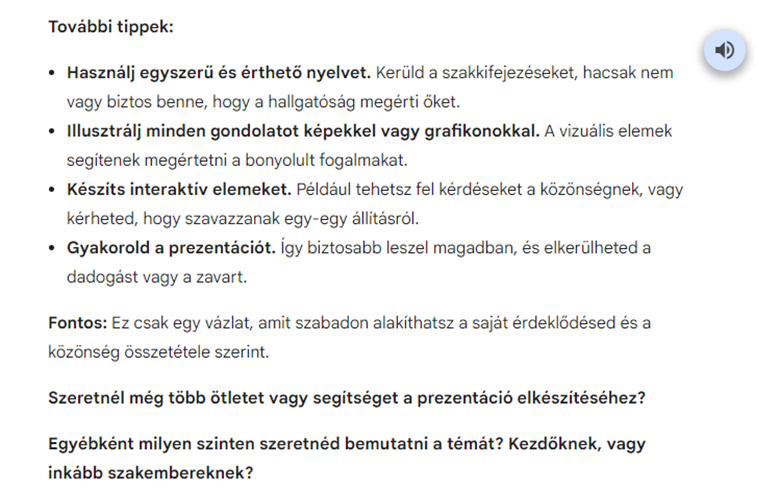 További tippek:
• Használj egyszerű és érthető nyelvet. Kerüld a szakkifejezéseket, hacsak nem
vagy biztos benne, hogy a hallgatóság megérti őket.
• Illusztrálj minden gondolatot képekkel vagy grafikonokkal. A vizuális elemek
segítenek megértetni a bonyolult fogalmakat.
• Készíts interaktív elemeket. Például tehetsz fel kérdéseket a közönségnek, vagy
kérheted, hogy szavazzanak egy-egy állításról.
• Gyakorold a prezentációt. Így biztosabb leszel magadban, és elkerülheted a
dadogást vagy a zavart.
Fontos: Ez csak egy vázlat, amit szabadon alakíthatsz a saját érdeklődésed és a
közönség összetétele szerint.
Szeretnél még több ötletet vagy segítséget a prezentáció elkészítéséhez?
Egyébként milyen szinten szeretnéd bemutatni a témát? Kezdőknek, vagy
inkább szakembereknek?